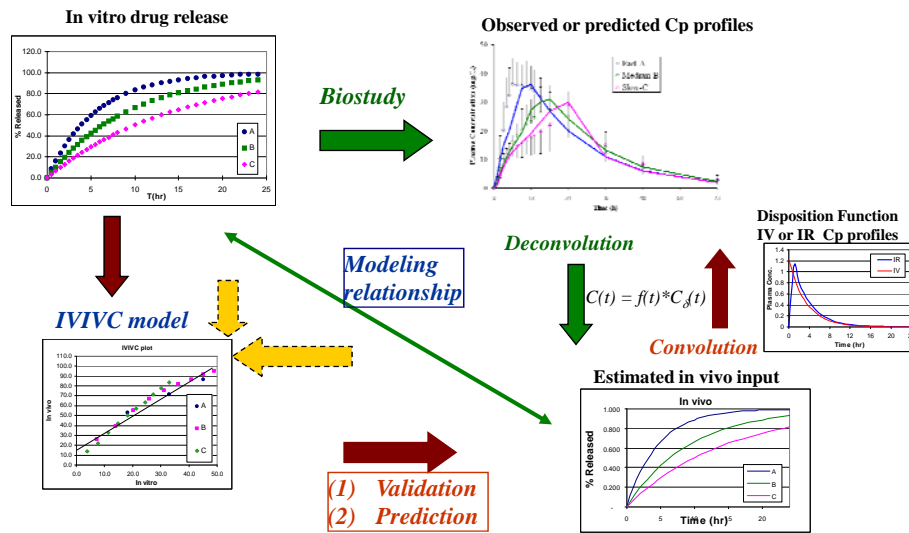 In vitro drug release
120.0
100.0
80.0
60.0
40.0
20.0
0.0
% Released
0
5
10
15
20
25
T(hr)
A
B
C
Biostudy
Observed or predicted Cp profiles
Fast A
Medium B
Slow-C
Time (h)
Disposition Function
IV or IR Cp profiles
1.4
1.2
1
0.8
0.6
0.4
0.2
0
Plasma Conc.
0
4
8
12
16
20
Time (hr)
IR
IV
Deconvolution
C(t) = f(t)*Cδ(t)
Convolution
Modeling
relationship
IVIVC model
IVIVC plot
110.0
100.0
90.0
80.0
70.0
60.0
50.0
40.0
30.0
20.0
10.0
0.0
In vivo
0.0
10.0
20.0
30.0
40.0
50.0
In vitro
A
B
C
(1) Validation
(2) Prediction
Estimated in vivo input
In vivo
1.000
0.800
0.600
0.400
0.200
-
% Released
0
5
10
15
20
Time (hr)
A
B
C